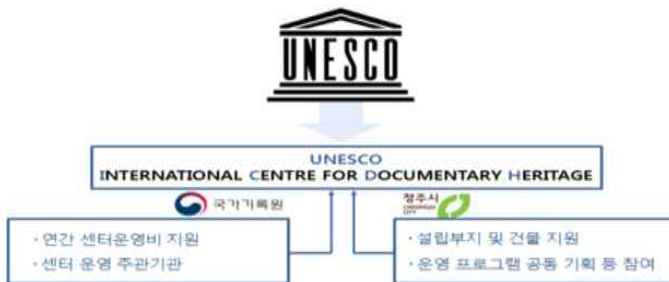 UNESCO
UNESCO
INTERNATIONAL CENTRE FOR DOCUMENTARY HERITAGE
국가기록원
청주시
CHEONGJU CITY
· 연간 센터운영비 지원
· 센터 운영 주관기관
· 설립부지 및 건물 지원
· 운영 프로그램 공동 기획 등 참여